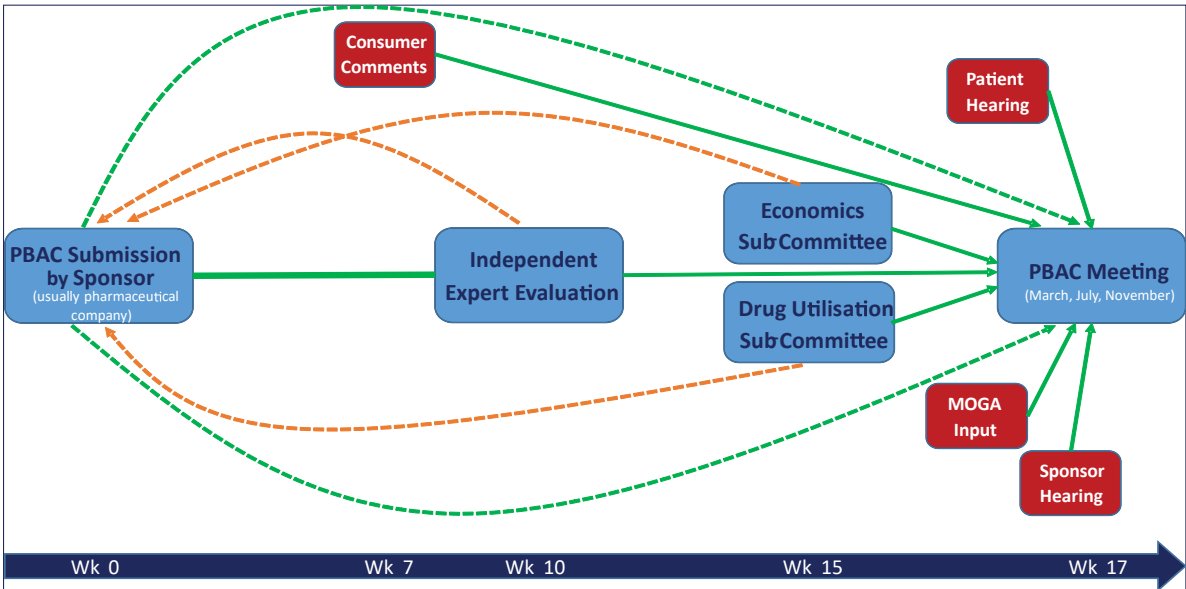 Consumer
Comments
Patient
Hearing
PBAC Submission
by Sponsor
(usually pharmaceutical
company)
Independent
Expert Evaluation
Economics
Sub-Committee
Drug Utilisation
Sub-Committee
PBAC Meeting
(March, July, November)
MOGA
Input
Sponsor
Hearing
Wk 0
Wk 7
Wk 10
Wk 15
Wk 17